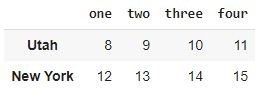 one two three four
Utah 8 9 10 11
New York 12 13 14 15